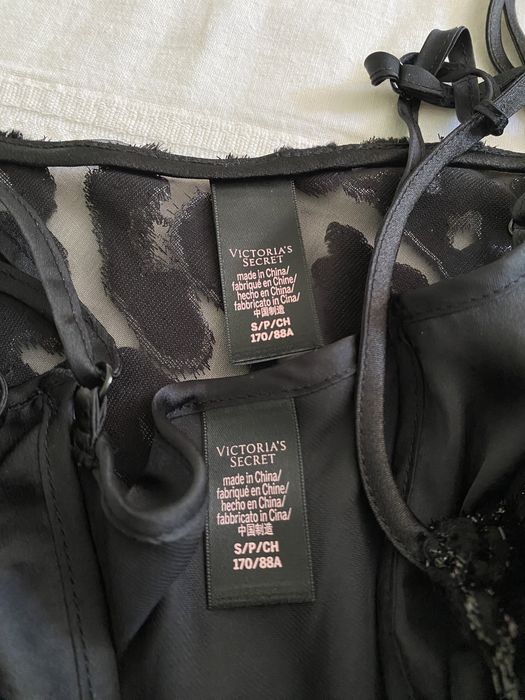 VICTORIA'S
SECRET
made in China/
fabriqué en Chine/
hecho en China/
fabbricato in Cina/
中国制造
S/P/CH
170/88A
VICTORIA'S
SECRET
made in China/
fabriqué en Chine/
hecho en China/
fabbricato in Cina/
中国制造
S/P/CH
170/88A